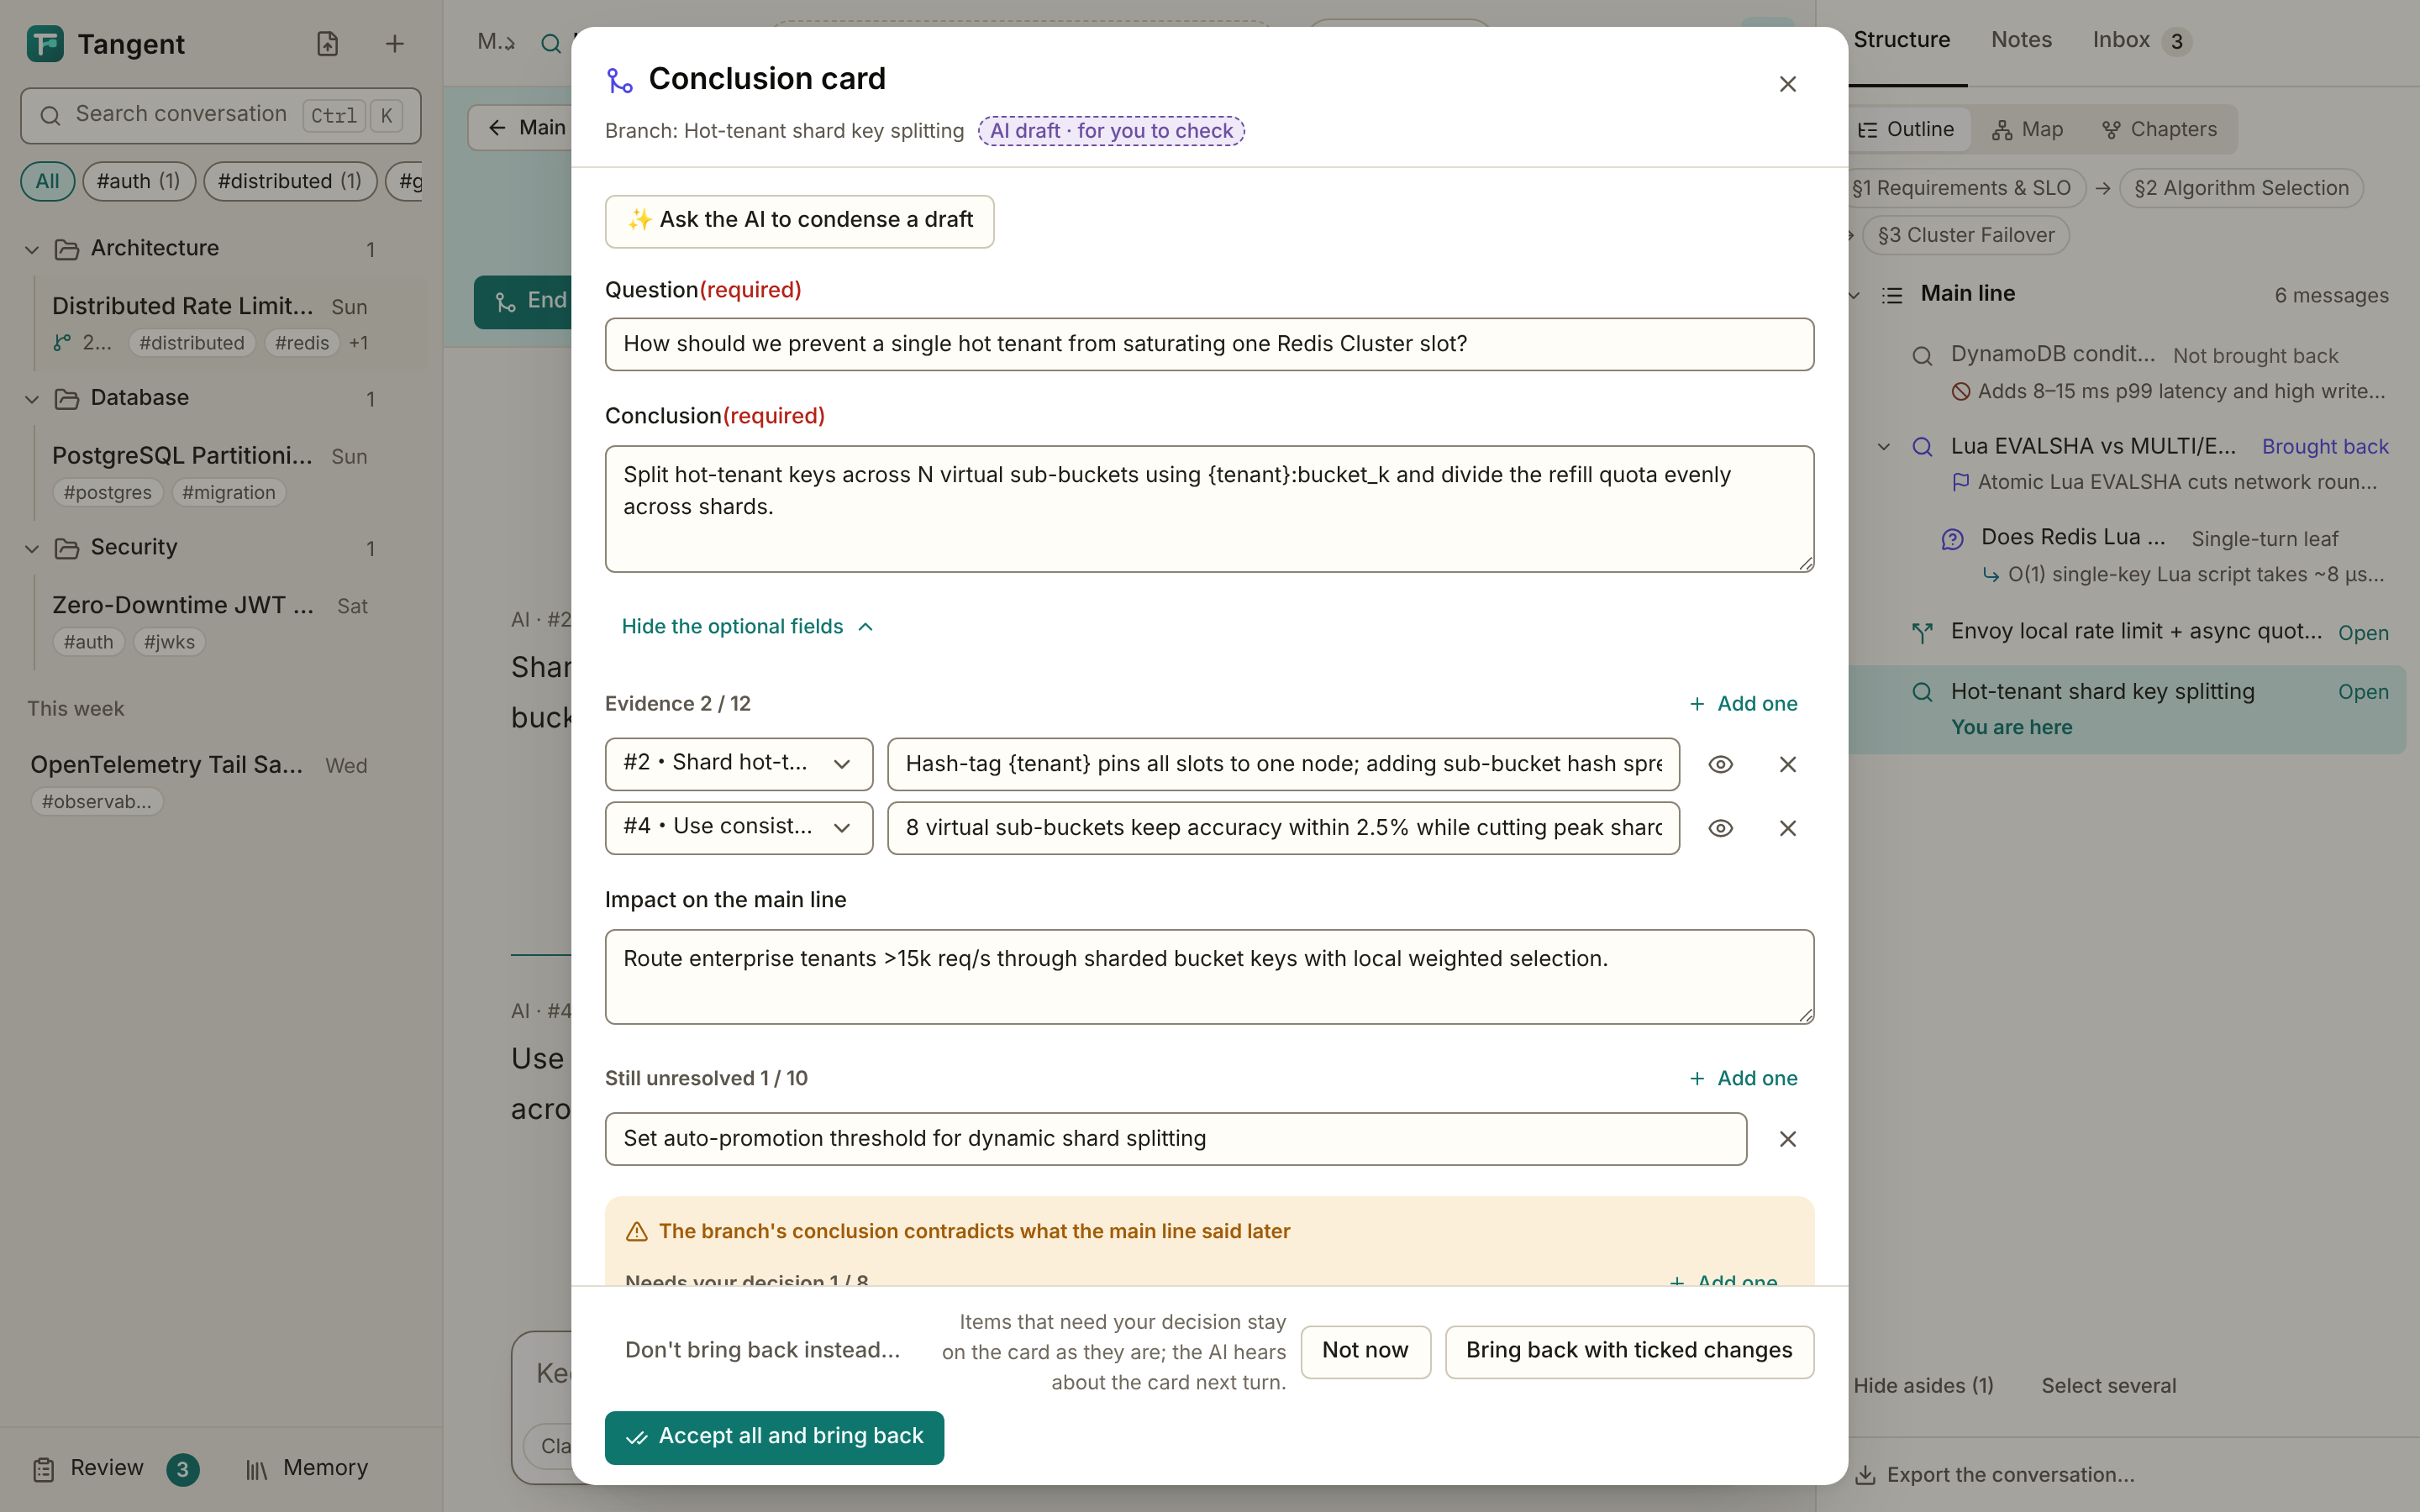 Tangent
Search conversation Ctrl K
All #auth (1) #distributed (1)
Architecture 1
Distributed Rate Limit... Sun
2... #distributed #redis +1
Database 1
PostgreSQL Partitioni... Sun
#postgres #migration
Security 1
Zero-Downtime JWT ... Sat
#auth #jwks
This week
OpenTelemetry Tail Sa... Wed
#observab...
Review 3 Memory
M...
Main
End
AI · #2
AI · #4
Use
Conclusion card
Branch: Hot-tenant shard key splitting AI draft · for you to check
✨ Ask the AI to condense a draft
Question(required)
How should we prevent a single hot tenant from saturating one Redis Cluster slot?
Conclusion(required)
Split hot-tenant keys across N virtual sub-buckets using {tenant}:bucket_k and divide the refill quota evenly
across shards.
Hide the optional fields
Evidence 2 / 12 + Add one
#2 • Shard hot-t... Hash-tag {tenant} pins all slots to one node; adding sub-bucket hash
#4 • Use consist... 8 virtual sub-buckets keep accuracy within 2.5% while cutting peak
Impact on the main line
Route enterprise tenants >15k req/s through sharded bucket keys with local weighted selection.
Still unresolved 1 / 10 + Add one
Set auto-promotion threshold for dynamic shard splitting
The branch's conclusion contradicts what the main line said later
Needs your decision 1 / 8 + Add one
Don't bring back instead...
Items that need your decision stay
on the card as they are; the AI hears
about the card next turn.
Not now
Bring back with ticked changes
Accept all and bring back
Structure Notes Inbox 3
Outline Map Chapters
§1 Requirements & SLO → §2 Algorithm Selection
§3 Cluster Failover
Main line 6 messages
DynamoDB condit... Not brought back
Adds 8–15 ms p99 latency and high write...
Lua EVALSHA vs MULTI/E... Brought back
Atomic Lua EVALSHA cuts network roun...
Does Redis Lua ... Single-turn leaf
O(1) single-key Lua script takes ~8 µs...
Envoy local rate limit + async quot... Open
Hot-tenant shard key splitting Open
You are here
Hide asides (1) Select several
Export the conversation...